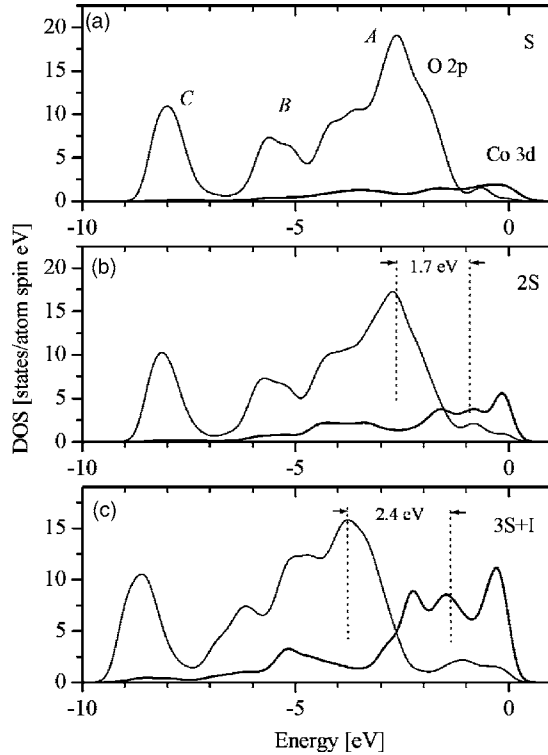 (a)
S
20
A
O 2p
15
C
10
B
Co 3d
5
0
-10
-5
0
(b)
1.7 eV
2S
20
15
10
5
0
-10
-5
0
DOS [states/atom spin eV]
(c)
2.4 eV
3S+I
15
10
5
0
-10
-5
0
Energy [eV]